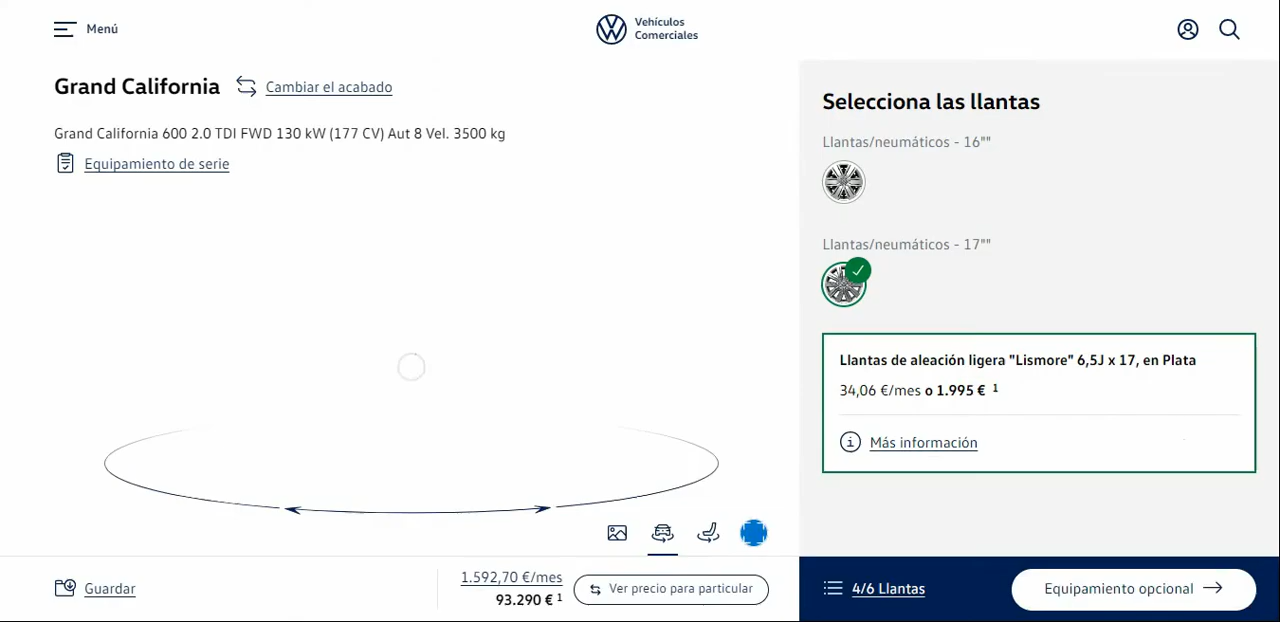 Menú
Vehículos
Comerciales
Grand California
Cambiar el acabado
Grand California 600 2.0 TDI FWD 130 kW (177 CV) Aut 8 Vel. 3500 kg
Equipamiento de serie
Selecciona las llantas
Llantas/neumáticos - 16""
Llantas/neumáticos - 17""
Llantas de aleación ligera "Lismore" 6,5J x 17, en Plata
34,06 €/mes o 1.995 € 1
Más información
Guardar
1.592,70 €/mes
93.290 € 1
Ver precio para particular
4/6 Llantas
Equipamiento opcional